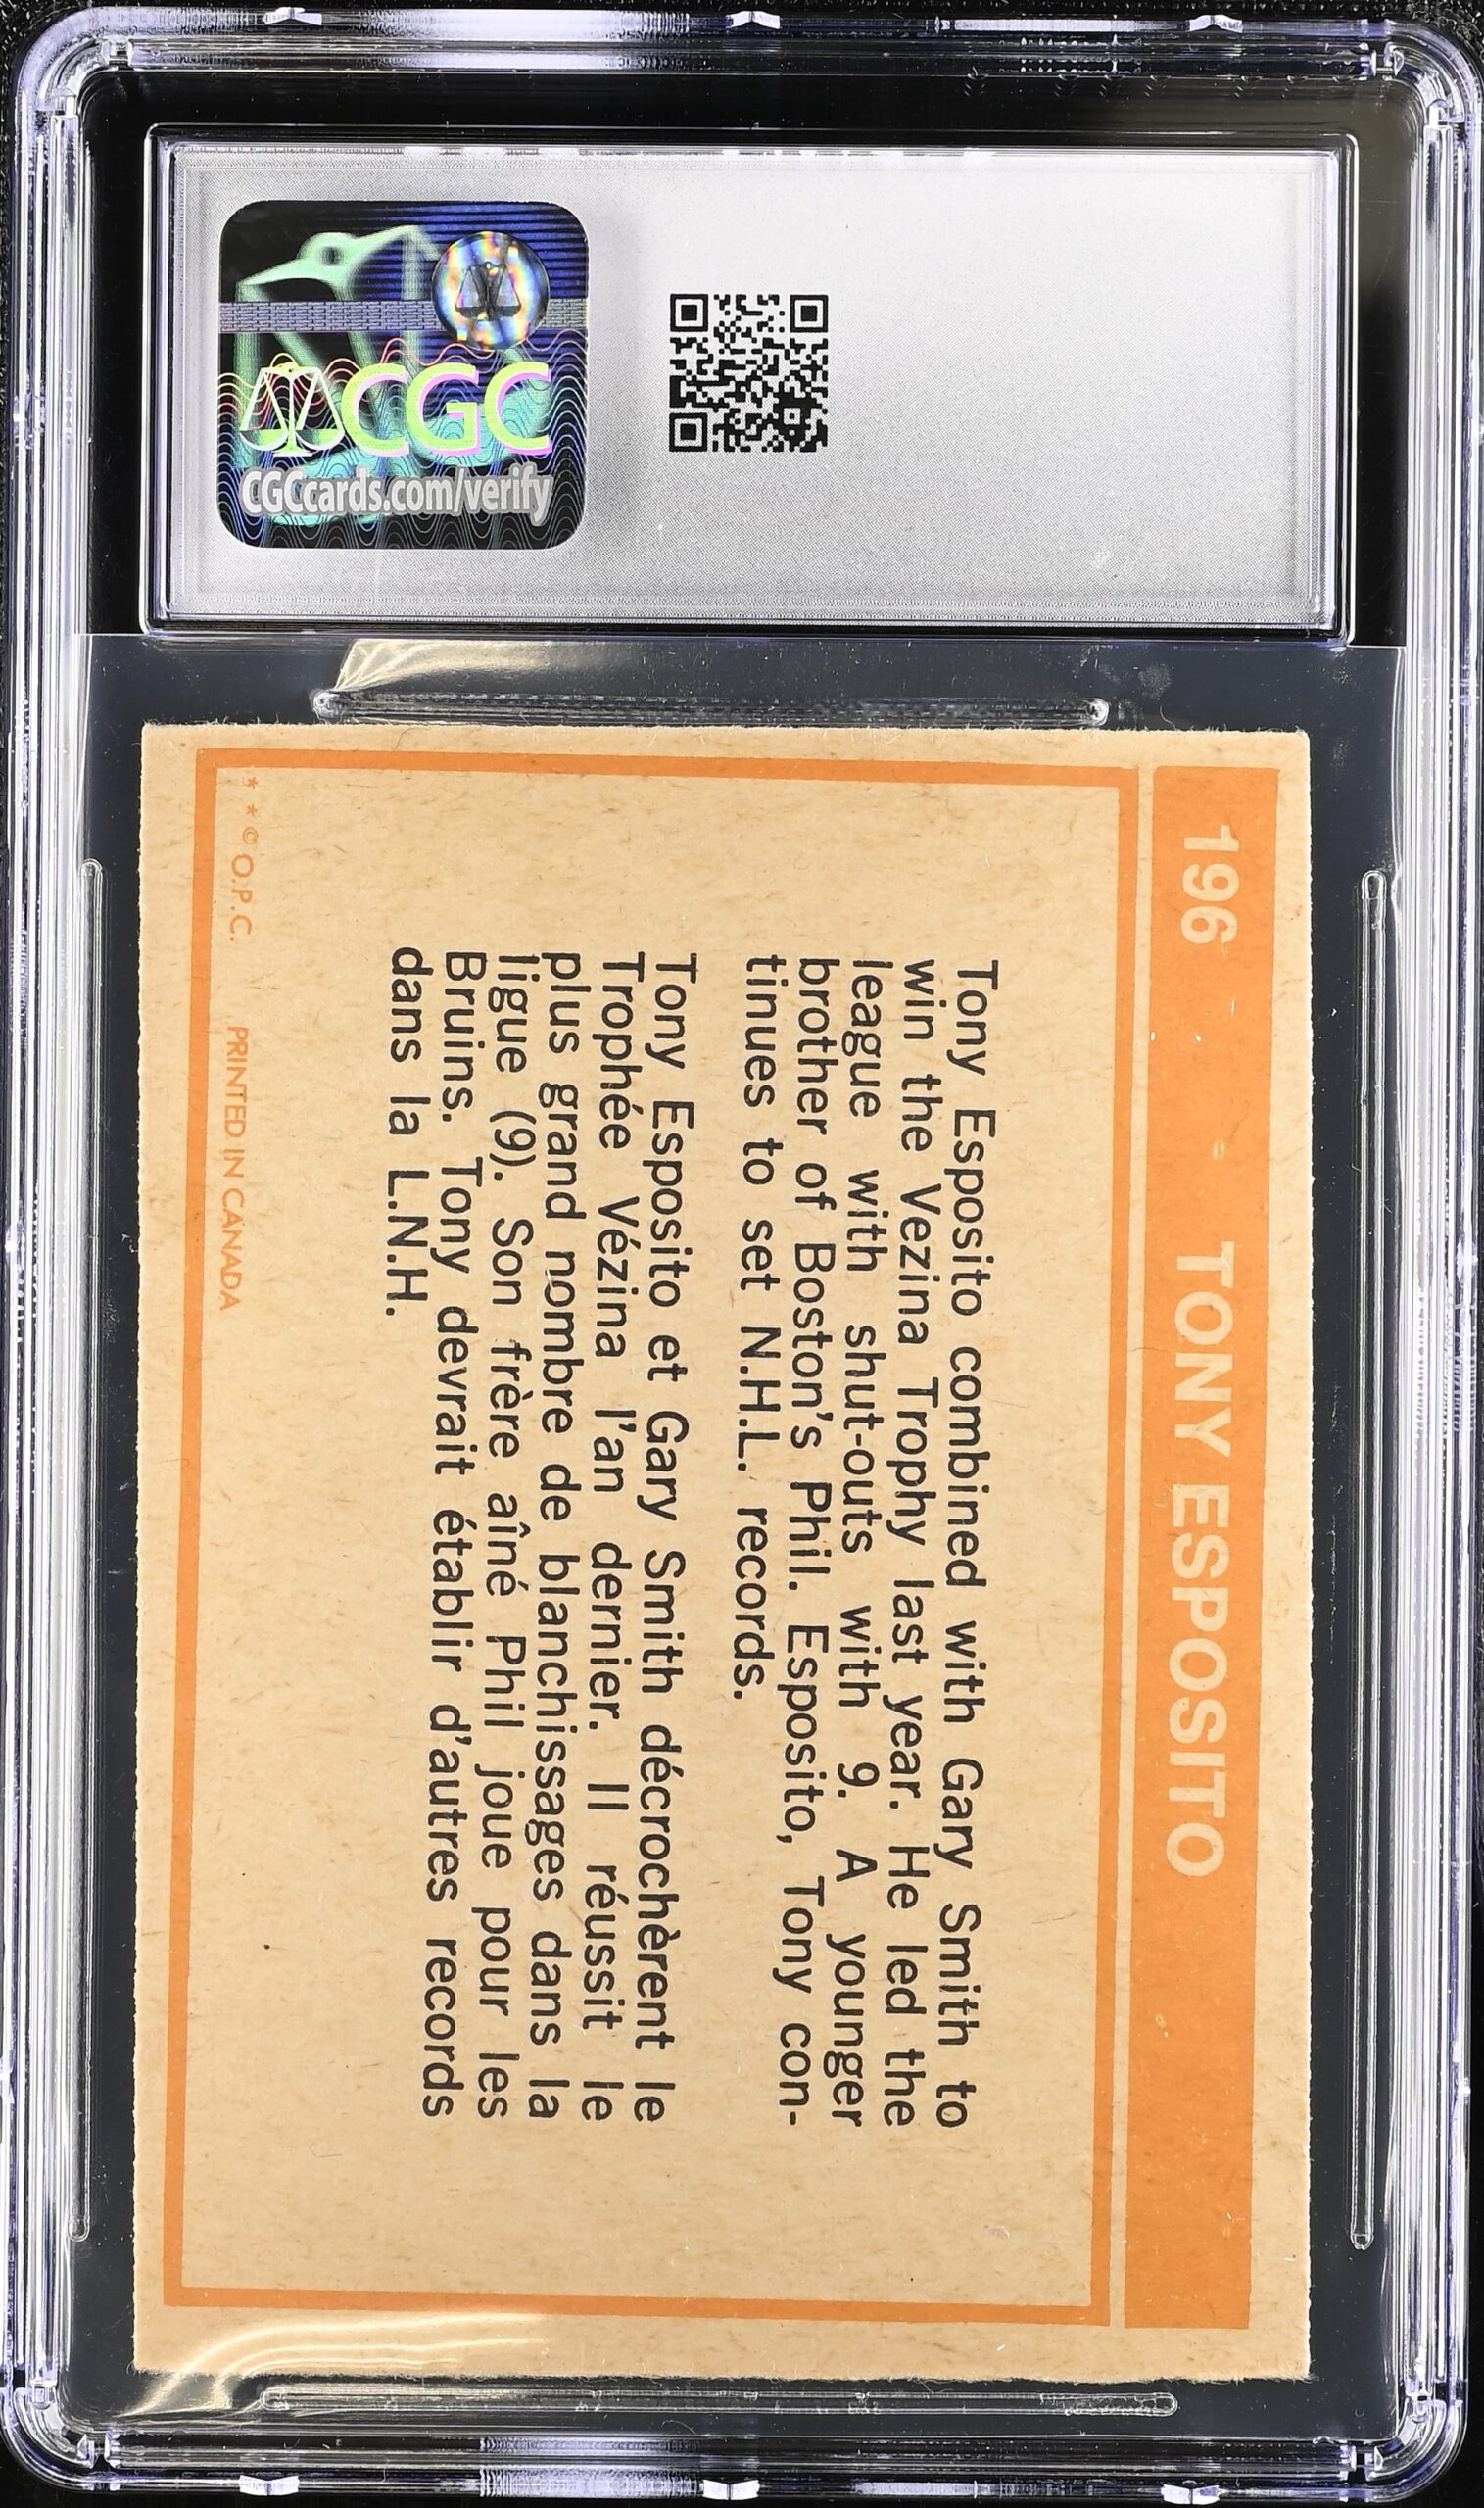 CGC
CGCcards.com/verify
196 TONY ESPOSITO
Tony Esposito combined with Gary Smith to
win the Vezina Trophy last year. He led the
league with shut-outs with 9. A younger
brother of Boston's Phil. Esposito, Tony con-
tinues to set N.H.L. records.
Tony Esposito et Gary Smith décrochèrent le
Trophée Vézina l'an dernier. Il réussit le
plus grand nombre de blanchissages dans la
ligue (9). Son frère aîné Phil joue pour les
Bruins. Tony devrait établir d'autres records
dans la L.N.H.
* * © O.P.C. PRINTED IN CANADA